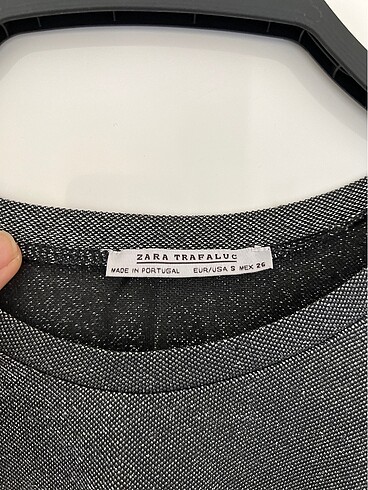 ZARA TRAFALUC
MADE IN PORTUGAL EUR/USA S MEX 26